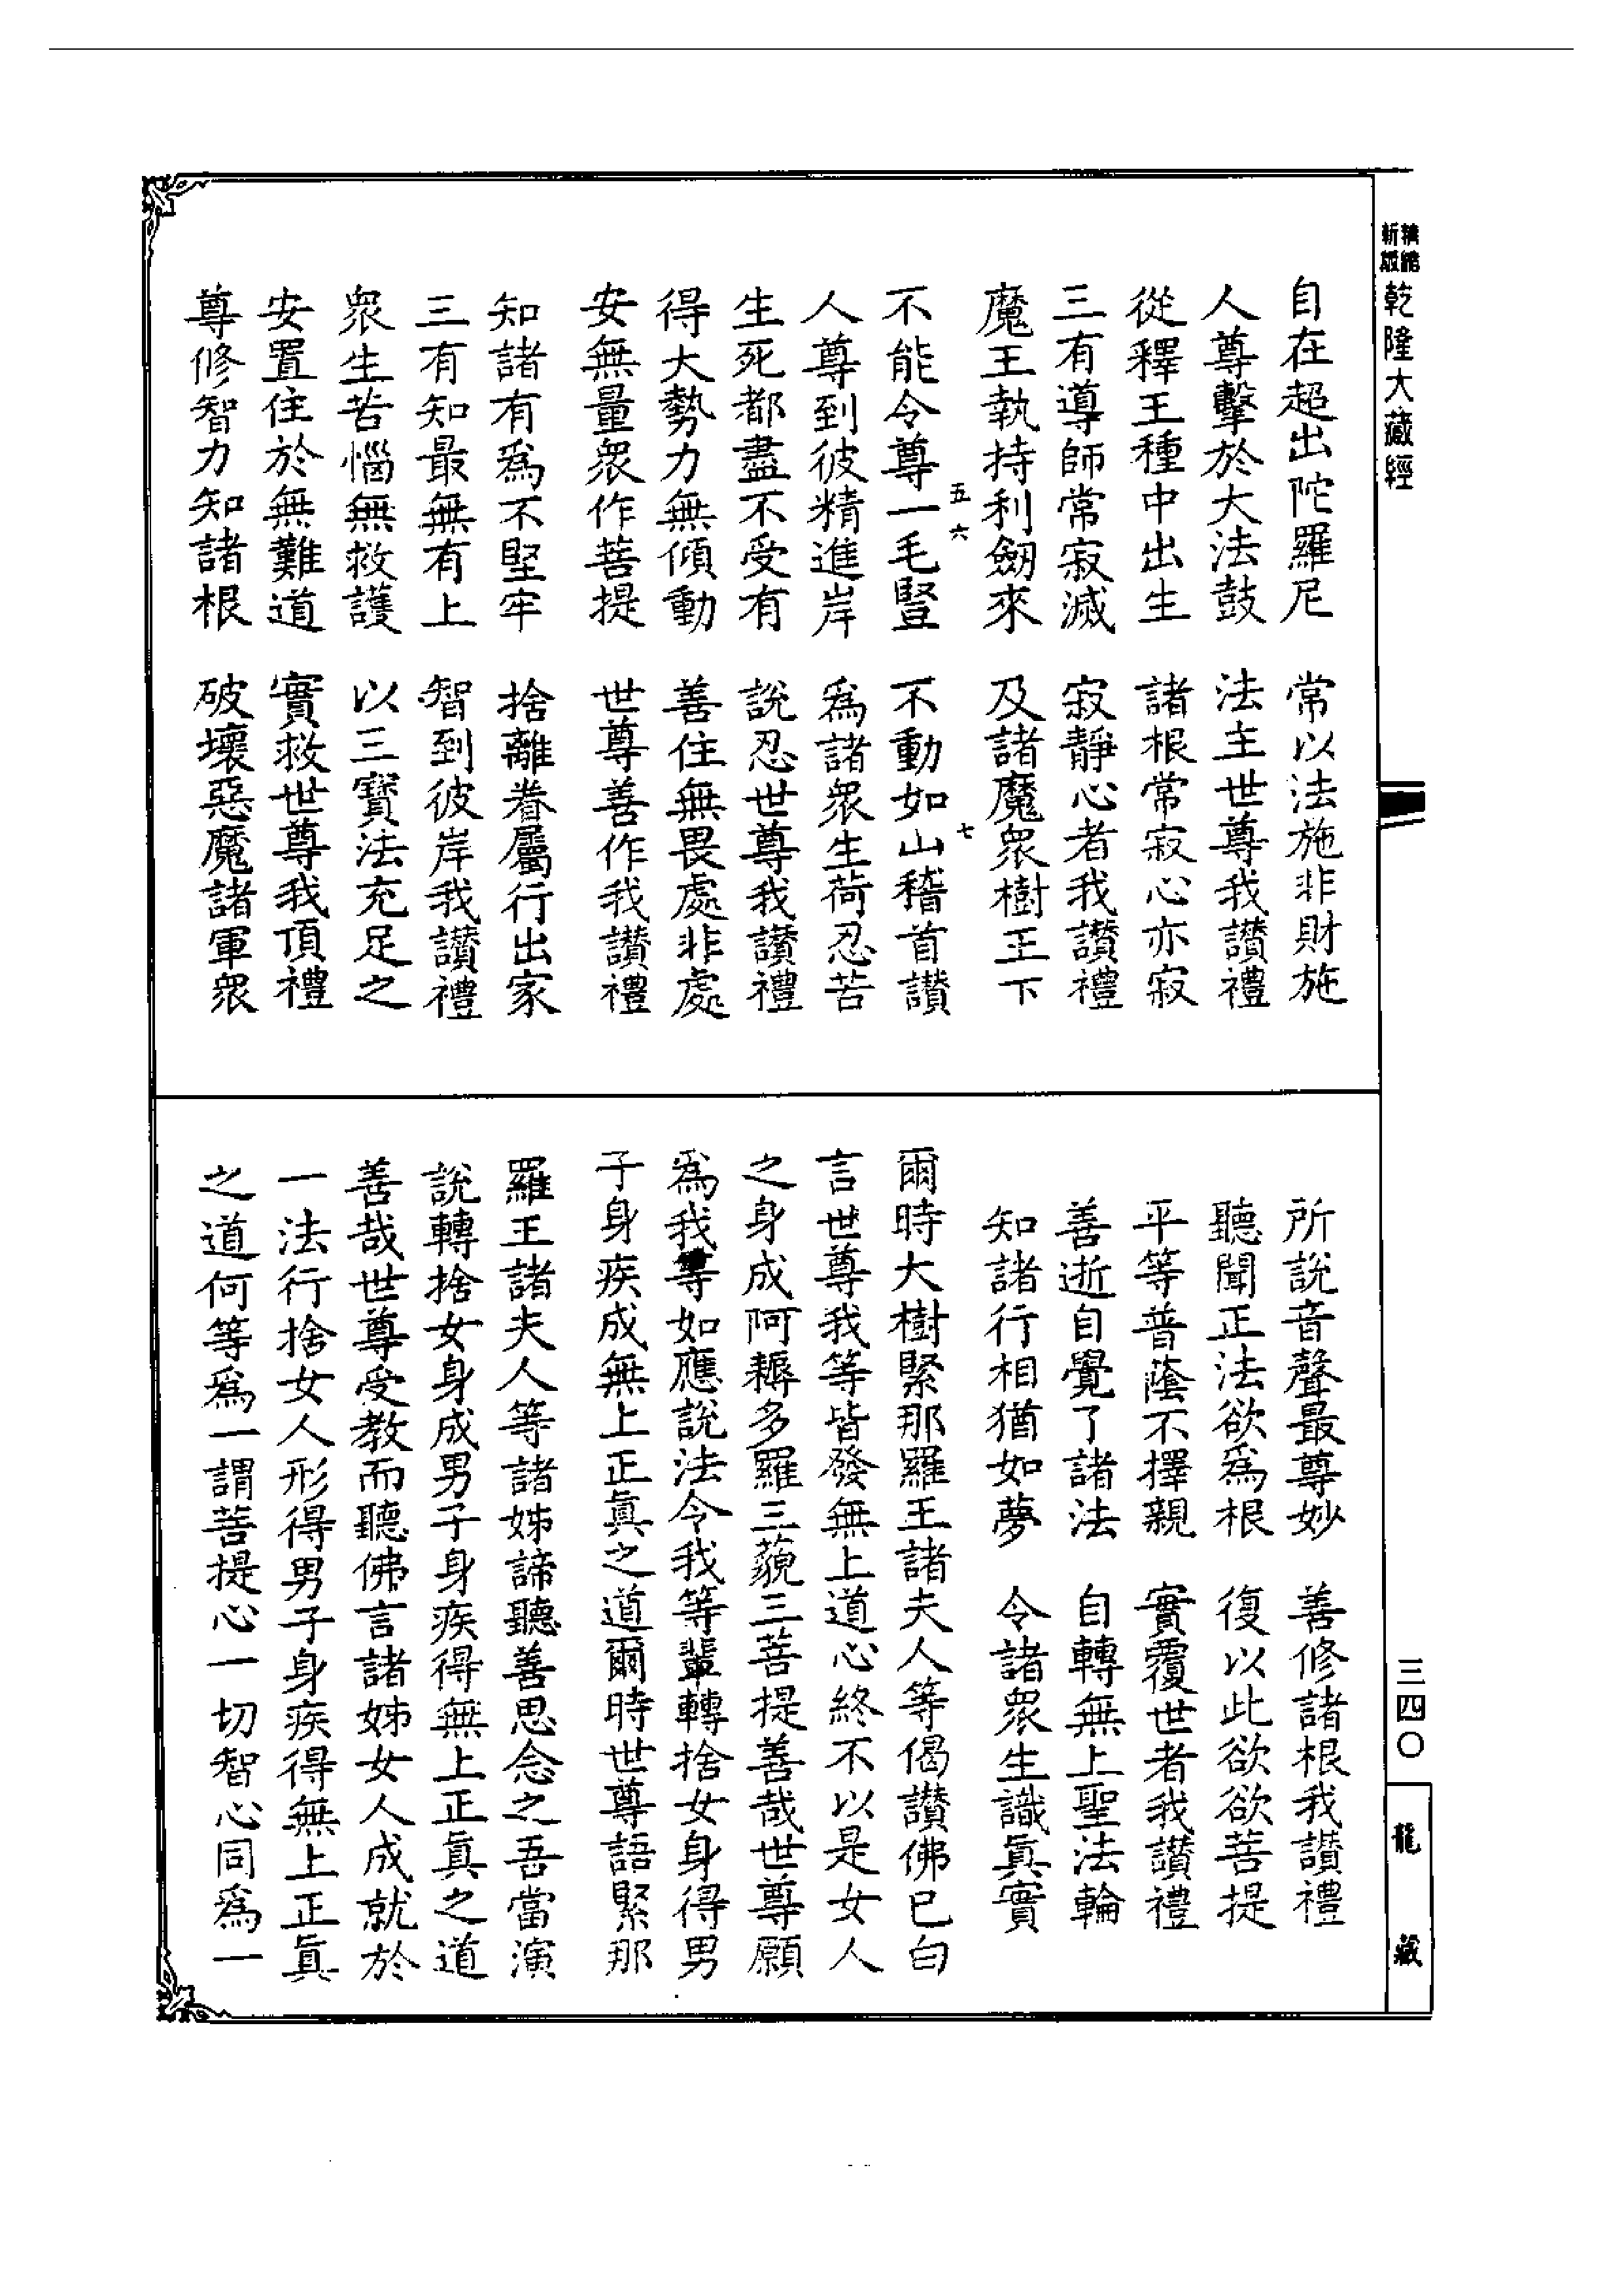 新版精縮
乾隆大藏經
自在超出陀羅尼　常以法施非財施
人尊擊於大法鼓　法主世尊我讚禮
從釋王種中出生　諸根常寂心亦寂
三有導師常寂滅　寂靜心者我讚禮
魔王執持利劒來　及諸魔衆樹王下
五六　七
不能令尊一毛豎　不動如山稽首讃
人尊到彼精進岸　爲諸衆生荷忍苦
生死都盡不受有　說忍世尊我讚禮
得大勢力無傾動　善住無畏處非處
安無量衆作菩提　世尊善作我讚禮
知諸有爲不堅牢　捨離眷屬行出家
三有知最無有上　智到彼岸我讚禮
衆生苦惱無救護　以三寶法充足之
安置住於無難道　實救世尊我頂禮
尊修智力知諸根　破壞惡魔諸軍衆
所說音聲最尊妙　善修諸根我讚禮
聽聞正法欲爲根　復以此欲欲菩提
平等普蔭不擇親　實覆世者我讚禮
善逝自覺了諸法　自轉無上聖法輪
知諸行相猶如夢　令諸衆生識眞實
爾時大樹緊那羅王諸夫人等偈讚佛已白
言世尊我等皆發無上道心終不以是女人
之身成阿耨多羅三藐三菩提善哉世尊願
爲我等如應說法令我等輩轉捨女身得男
子身疾成無上正眞之道爾時世尊語緊那
羅王諸夫人等諸姊諦聽善思念之吾當演
說轉捨女身成男子身疾得無上正眞之道
善哉世尊受教而聽佛言諸姊女人成就於
一法行捨女人形得男子身疾得無上正眞
之道何等爲一謂菩提心一切智心同爲一
三四〇
龍藏